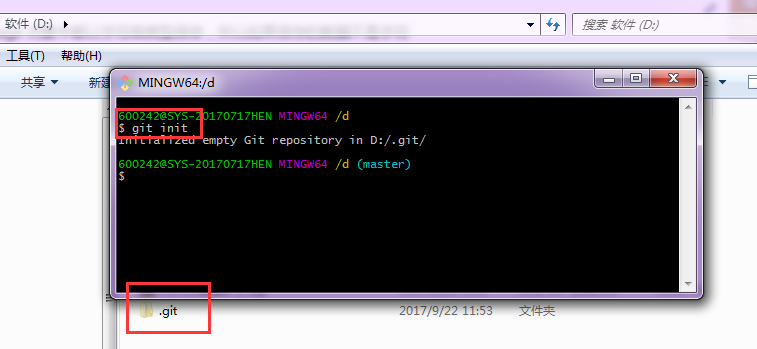 软件 (D:)
搜索 软件 (D:)
工具(T) 帮助(H)
共享
新建
MINGW64:/d
600242@SYS-20170717HEN MINGW64 /d
$ git init
Initialized empty Git repository in D:/.git/
600242@SYS-20170717HEN MINGW64 /d (master)
$
.git 2017/9/22 11:53 文件夹